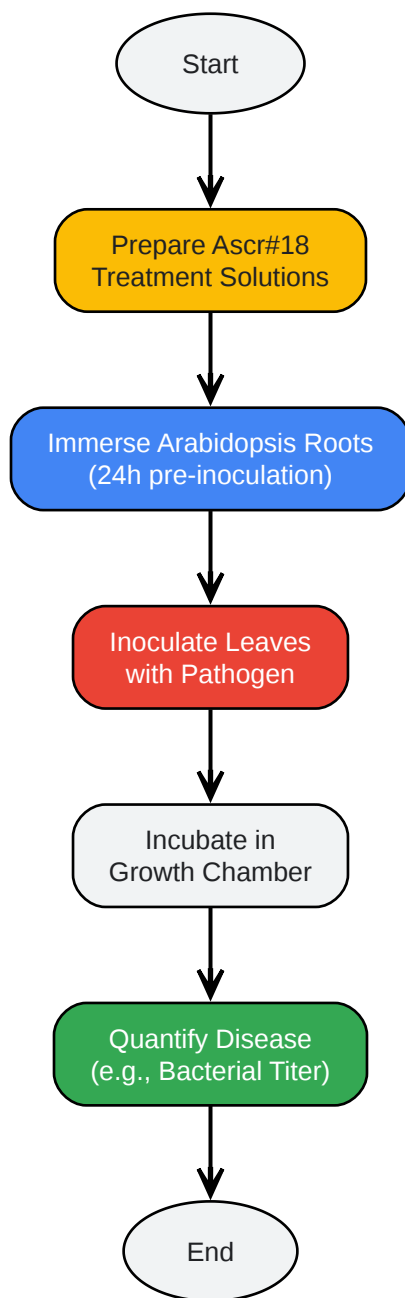 Start
Prepare Ascr#18
Treatment Solutions
Immerse Arabidopsis Roots
(24h pre-inoculation)
Inoculate Leaves
with Pathogen
Incubate in
Growth Chamber
Quantify Disease
(e.g., Bacterial Titer)
End